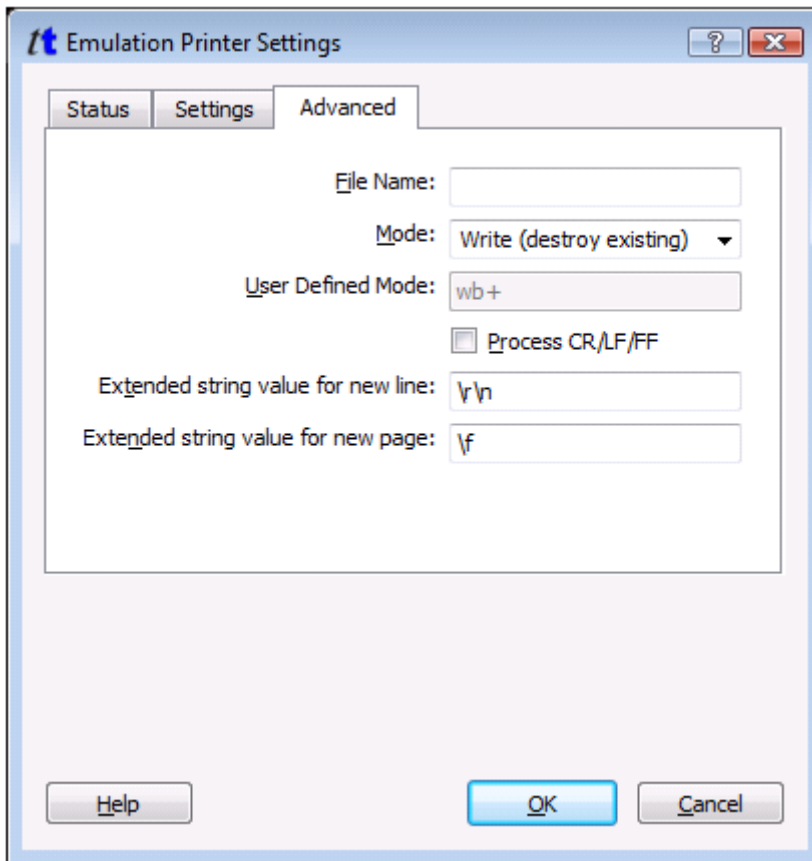 tt Emulation Printer Settings ?
Status Settings Advanced
File Name:
Mode: Write (destroy existing)
User Defined Mode: wb+
Process CR/LF/FF
Extended string value for new line: \r\n
Extended string value for new page: \f
Help OK Cancel